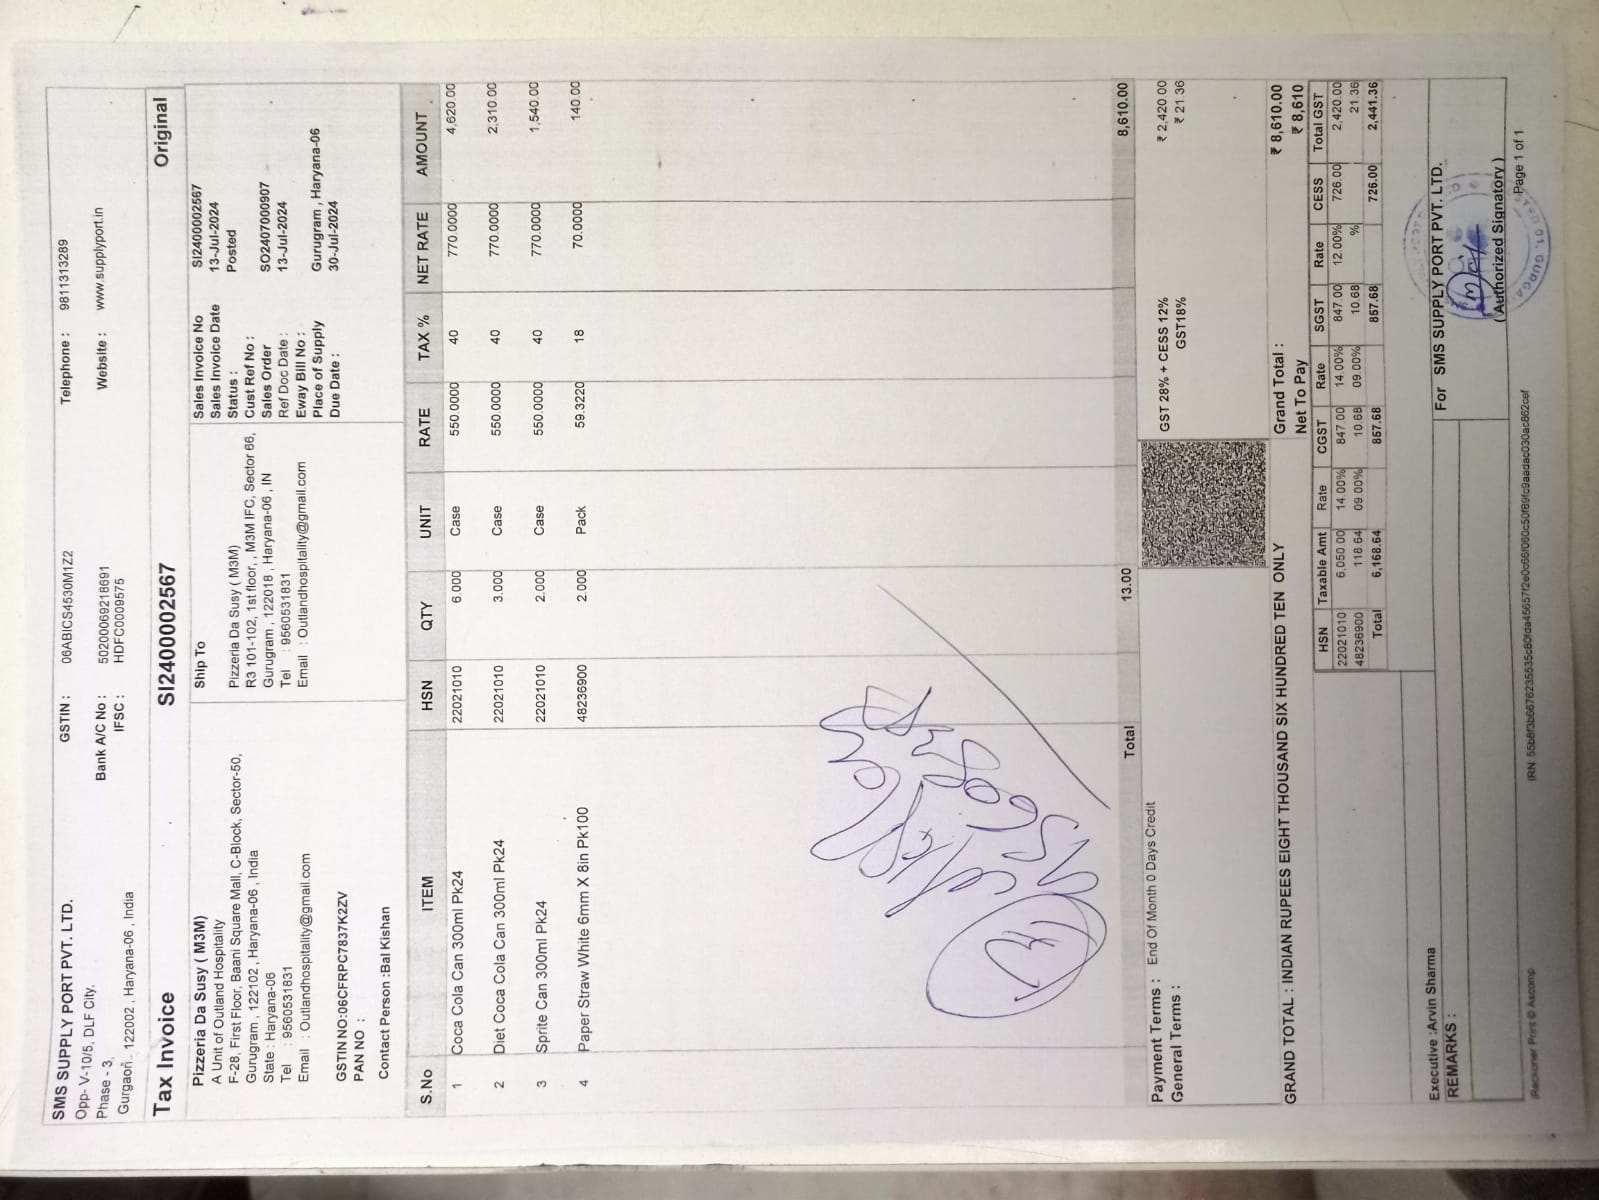 SMS SUPPLY PORT PVT. LTD. GSTIN : 06ABICS4530M1Z2 Telephone : 9811313289
Opp- V-10/5, DLF City,
Phase - 3, Bank A/C No : 50200069218691 Website : www.supplyport.in
Gurgaon.. 122002 , Haryana-06 , India IFSC : HDFC0009575
Tax Invoice SI2400002567 Original
Pizzeria Da Susy ( M3M)
A Unit of Outland Hospitality
F-28, First Floor, Baani Square Mall, C-Block, Sector-50,
Gurugram , 122102 , Haryana-06 , India
State : Haryana-06
Tel : 9560531831
Email : Outlandhospitality@gmail.com
GSTIN NO:06CFRPC7837K2ZV
PAN NO :
Contact Person :Bal Kishan
Ship To
Pizzeria Da Susy ( M3M)
R3 101-102, 1st floor, , M3M IFC, Sector 66,
Gurugram , 122018 , Haryana-06 , IN
Tel : 9560531831
Email : Outlandhospitality@gmail.com
Sales Invoice No SI2400002567
Sales Invoice Date 13-Jul-2024
Status : Posted
Cust Ref No :
Sales Order SO2407000907
Ref Doc Date : 13-Jul-2024
Eway Bill No :
Place of Supply Gurugram , Haryana-06
Due Date : 30-Jul-2024
S.No ITEM HSN QTY UNIT RATE TAX % NET RATE AMOUNT
1 Coca Cola Can 300ml Pk24 22021010 6.000 Case 550.0000 40 770.0000 4,620.00
2 Diet Coca Cola Can 300ml Pk24 22021010 3.000 Case 550.0000 40 770.0000 2,310.00
3 Sprite Can 300ml Pk24 22021010 2.000 Case 550.0000 40 770.0000 1,540.00
4 Paper Straw White 6mm X 8in Pk100 48236900 2.000 Pack 59.3220 18 70.0000 140.00
Total 13.00 8,610.00
Payment Terms : End Of Month 0 Days Credit GST 28% + CESS 12% ₹ 2,420.00
General Terms : GST18% ₹ 21.36
GRAND TOTAL : INDIAN RUPEES EIGHT THOUSAND SIX HUNDRED TEN ONLY Grand Total : ₹ 8,610.00
Net To Pay ₹ 8,610
HSN Taxable Amt Rate CGST Rate SGST Rate CESS Total GST
22021010 6,050.00 14.00% 847.00 14.00% 847.00 12.00% 726.00 2,420.00
48236900 118.64 09.00% 10.68 09.00% 10.68 % 21.36
Total 6,168.64 857.68 857.68 726.00 2,441.36
Executive :Arvin Sharma For SMS SUPPLY PORT PVT. LTD.
REMARKS :
( Authorized Signatory )
iReckoner Print © Ascomp Page 1 of 1